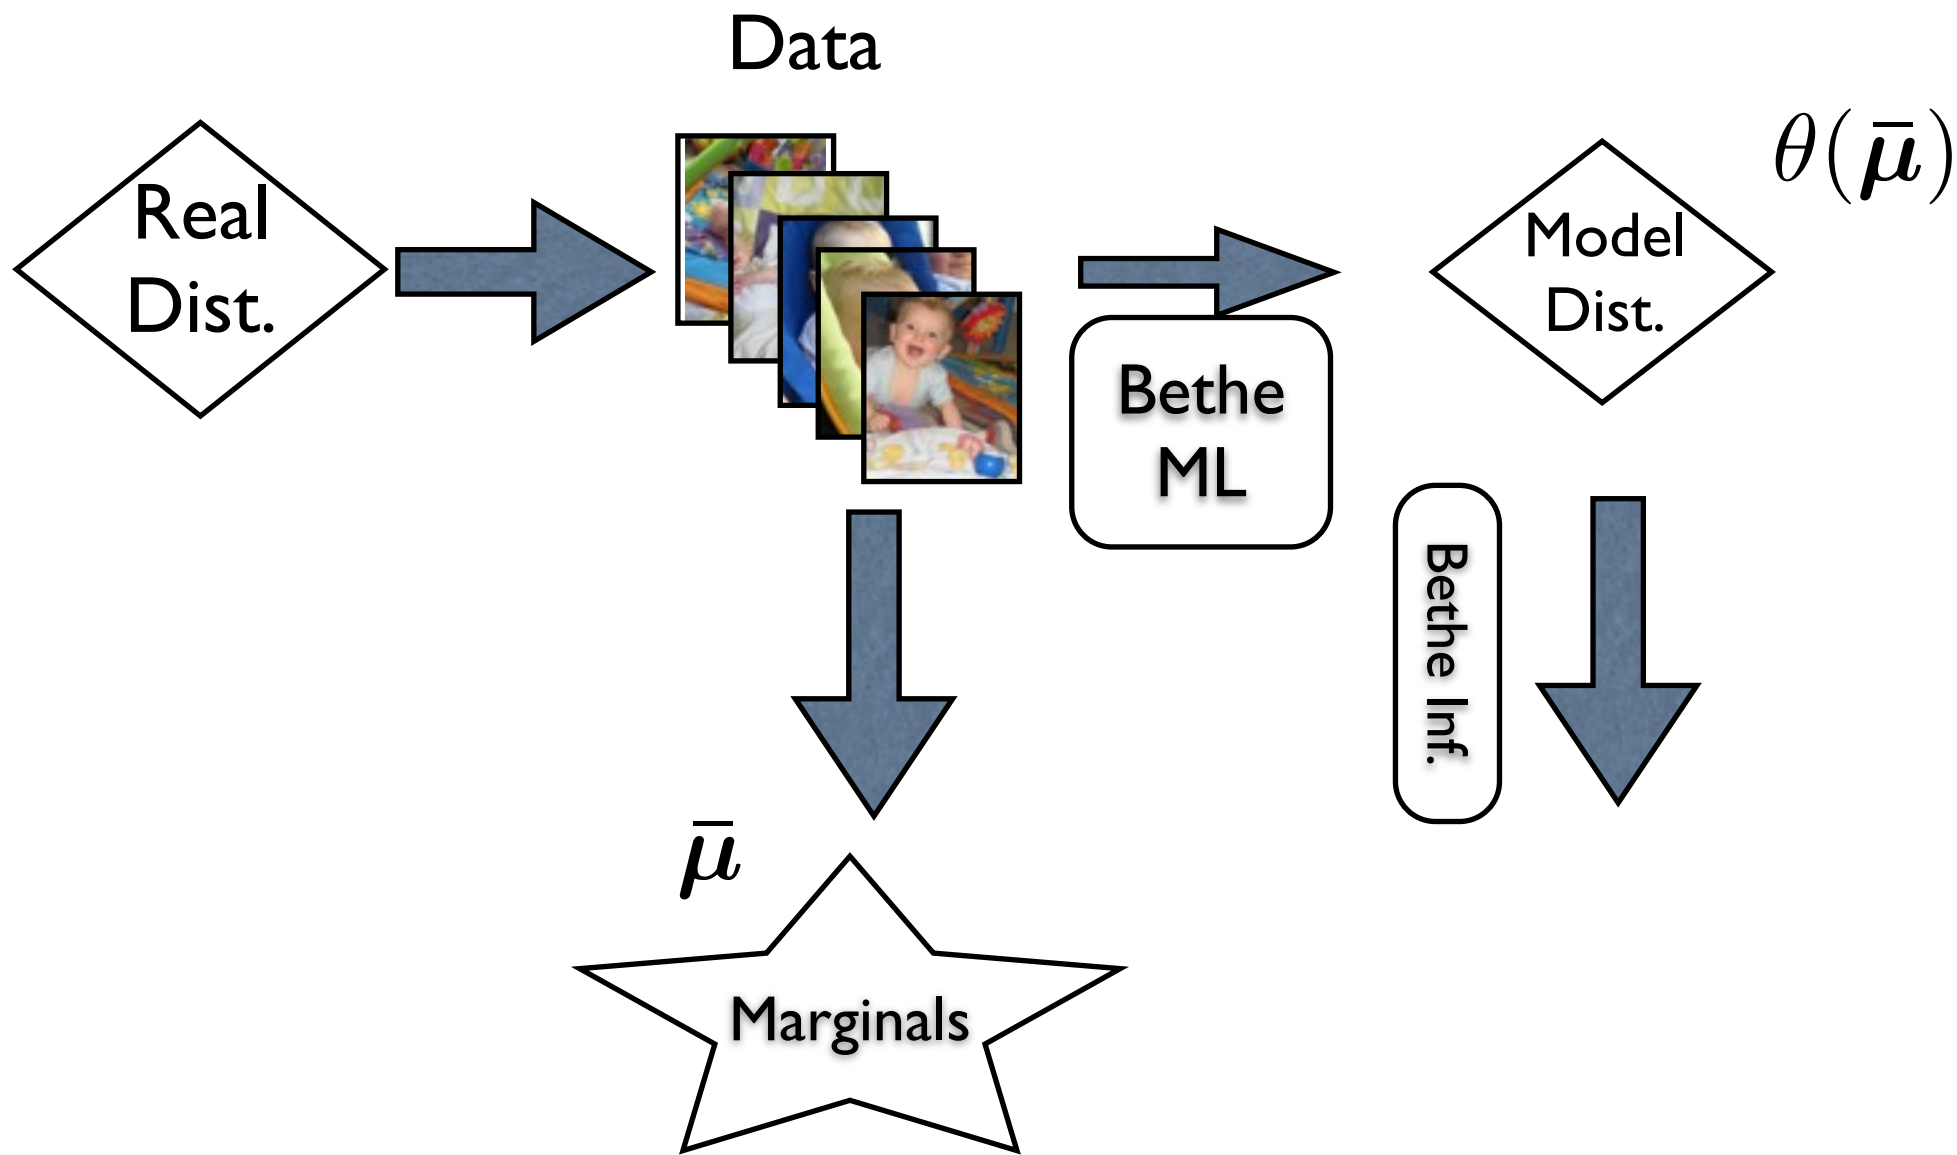 Data
Real
Dist.
Model
Dist.
θ(μ̄)
Bethe
ML
Bethe Inf.
μ̄
Marginals